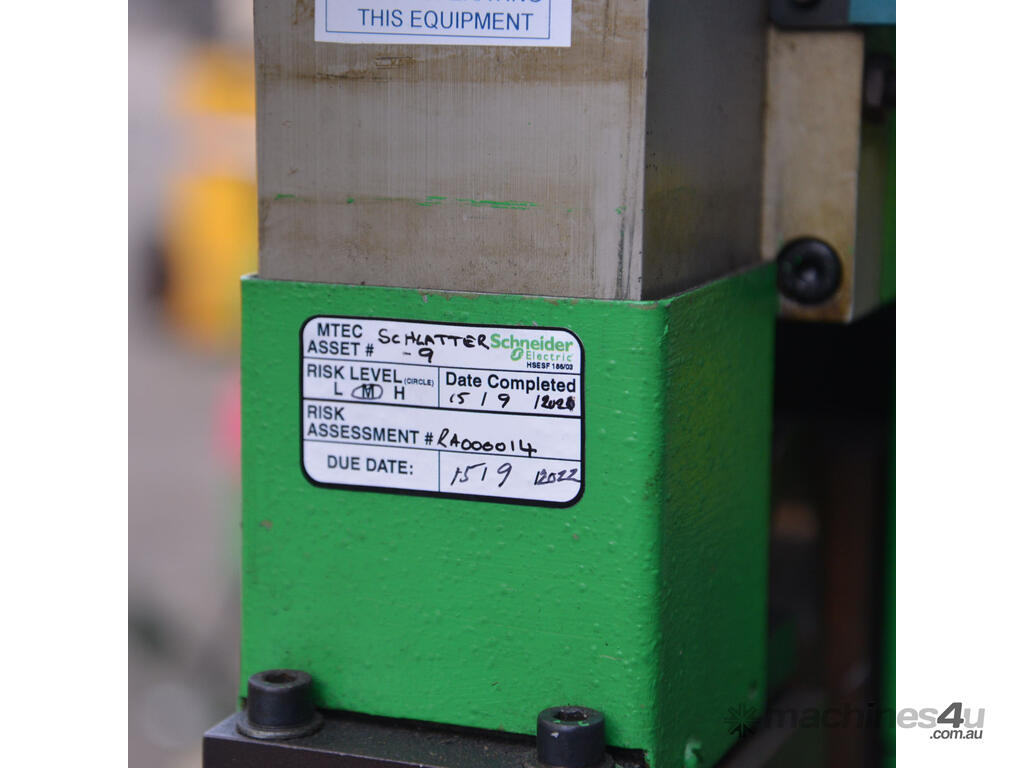 THIS EQUIPMENT
MTEC ASSET # SCHLATTER -9
Schneider Electric
HSESF 186/03
RISK LEVEL (CIRCLE)
L M H
Date Completed
15 / 9 / 2020
RISK ASSESSMENT # RA000014
DUE DATE: 15 / 9 / 2022
machines4u
.com.au